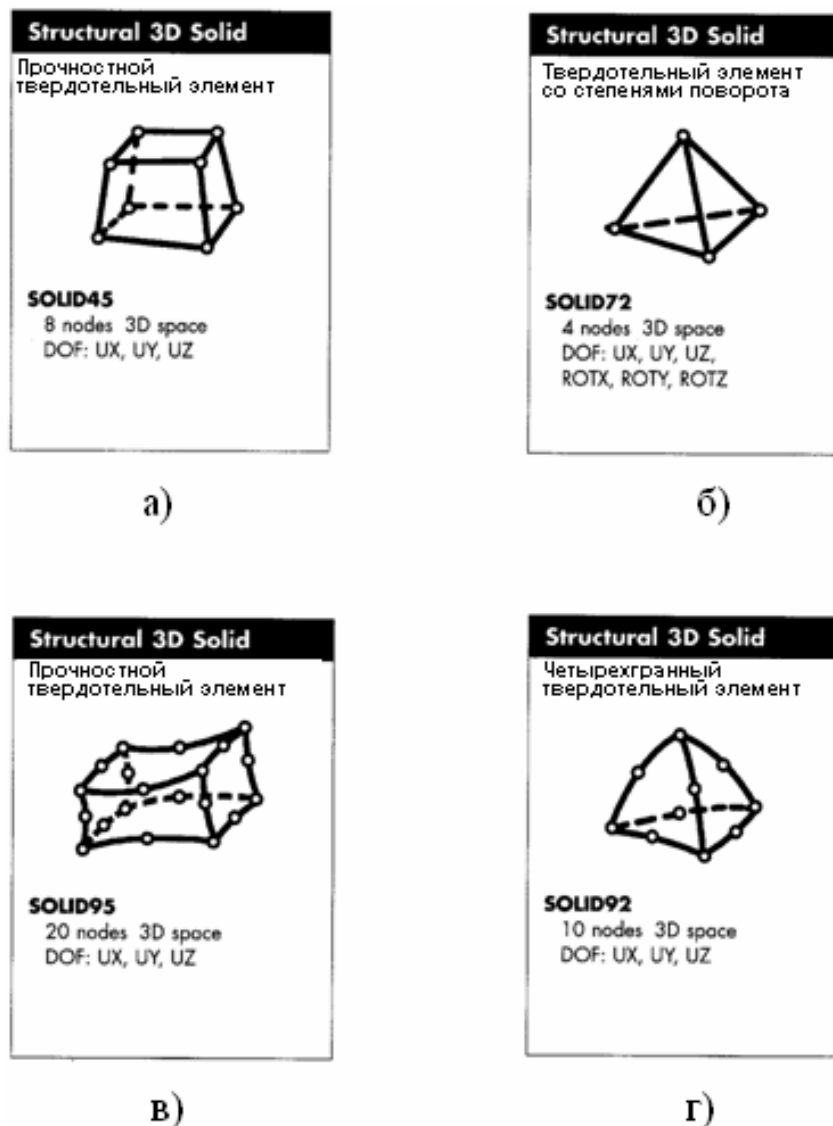 Structural 3D Solid
Прочностной
твердотельный элемент
SOLID45
8 nodes 3D space
DOF: UX, UY, UZ
а)
Structural 3D Solid
Твердотельный элемент
со степенями поворота
SOLID72
4 nodes 3D space
DOF: UX, UY, UZ,
ROTX, ROTY, ROTZ
б)
Structural 3D Solid
Прочностной
твердотельный элемент
SOLID95
20 nodes 3D space
DOF: UX, UY, UZ
в)
Structural 3D Solid
Четырехгранный
твердотельный элемент
SOLID92
10 nodes 3D space
DOF: UX, UY, UZ
г)